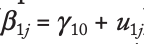 β₁ⱼ = γ₁₀ + u₁ⱼ